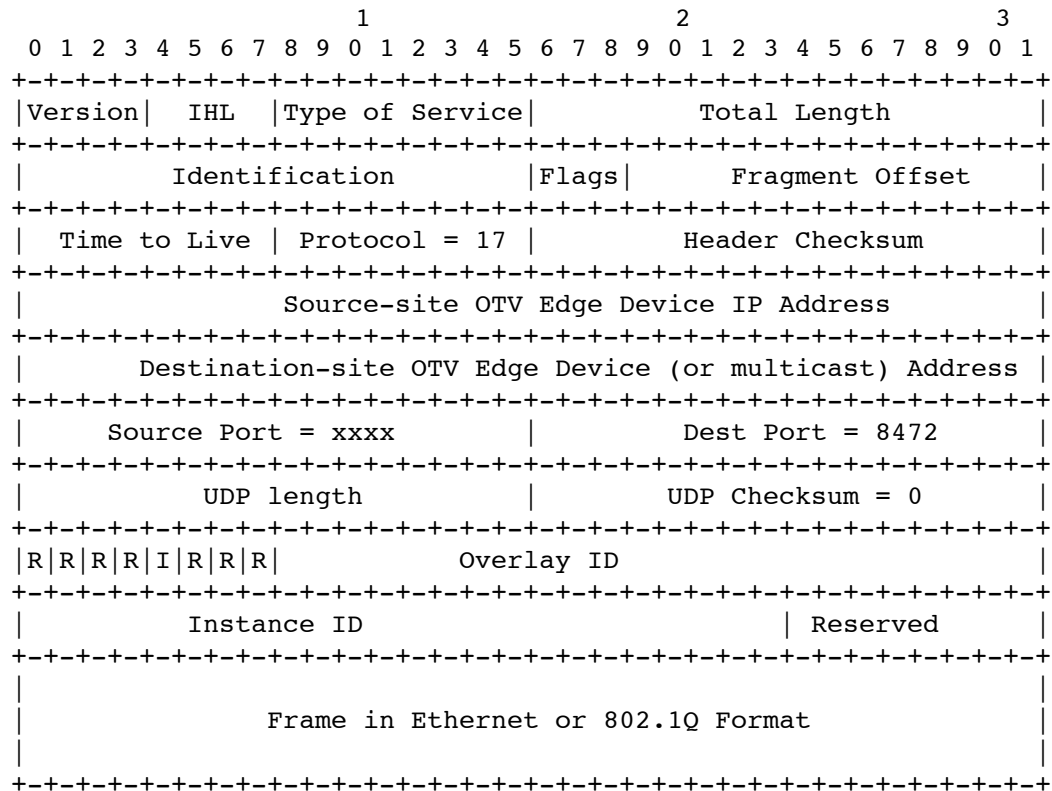 1                   2                   3
  0 1 2 3 4 5 6 7 8 9 0 1 2 3 4 5 6 7 8 9 0 1 2 3 4 5 6 7 8 9 0 1
 +-+-+-+-+-+-+-+-+-+-+-+-+-+-+-+-+-+-+-+-+-+-+-+-+-+-+-+-+-+-+-+-+
 |Version|  IHL  |Type of Service|          Total Length         |
 +-+-+-+-+-+-+-+-+-+-+-+-+-+-+-+-+-+-+-+-+-+-+-+-+-+-+-+-+-+-+-+-+
 |         Identification        |Flags|      Fragment Offset    |
 +-+-+-+-+-+-+-+-+-+-+-+-+-+-+-+-+-+-+-+-+-+-+-+-+-+-+-+-+-+-+-+-+
 |  Time to Live | Protocol = 17 |         Header Checksum       |
 +-+-+-+-+-+-+-+-+-+-+-+-+-+-+-+-+-+-+-+-+-+-+-+-+-+-+-+-+-+-+-+-+
 |                Source-site OTV Edge Device IP Address         |
 +-+-+-+-+-+-+-+-+-+-+-+-+-+-+-+-+-+-+-+-+-+-+-+-+-+-+-+-+-+-+-+-+
 |       Destination-site OTV Edge Device (or multicast) Address |
 +-+-+-+-+-+-+-+-+-+-+-+-+-+-+-+-+-+-+-+-+-+-+-+-+-+-+-+-+-+-+-+-+
 |     Source Port = xxxx        |         Dest Port = 8472      |
 +-+-+-+-+-+-+-+-+-+-+-+-+-+-+-+-+-+-+-+-+-+-+-+-+-+-+-+-+-+-+-+-+
 |           UDP length          |        UDP Checksum = 0       |
 +-+-+-+-+-+-+-+-+-+-+-+-+-+-+-+-+-+-+-+-+-+-+-+-+-+-+-+-+-+-+-+-+
 |R|R|R|R|I|R|R|R|           Overlay ID                          |
 +-+-+-+-+-+-+-+-+-+-+-+-+-+-+-+-+-+-+-+-+-+-+-+-+-+-+-+-+-+-+-+-+
 |          Instance ID                          | Reserved      |
 +-+-+-+-+-+-+-+-+-+-+-+-+-+-+-+-+-+-+-+-+-+-+-+-+-+-+-+-+-+-+-+-+
 |                                                               |
 |               Frame in Ethernet or 802.1Q Format              |
 |                                                               |
 +-+-+-+-+-+-+-+-+-+-+-+-+-+-+-+-+-+-+-+-+-+-+-+-+-+-+-+-+-+-+-+-+